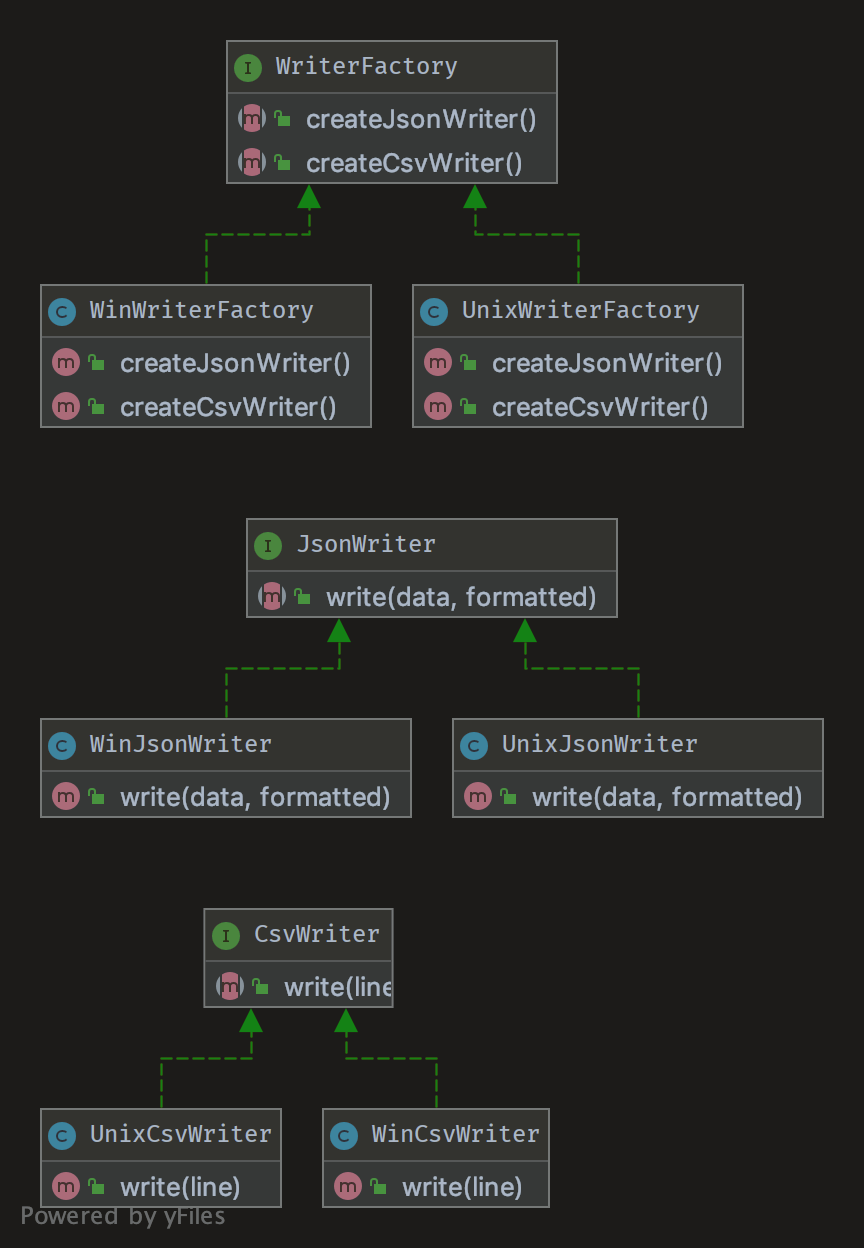 I WriterFactory
m createJsonWriter()
m createCsvWriter()
C WinWriterFactory
m createJsonWriter()
m createCsvWriter()
C UnixWriterFactory
m createJsonWriter()
m createCsvWriter()
I JsonWriter
m write(data, formatted)
C WinJsonWriter
m write(data, formatted)
C UnixJsonWriter
m write(data, formatted)
I CsvWriter
m write(line
C UnixCsvWriter
m write(line)
C WinCsvWriter
m write(line)
Powered by yFiles